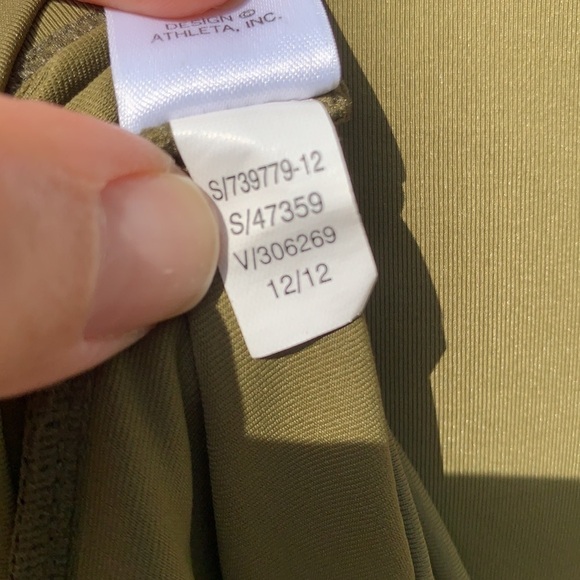 DESIGN ©
ATHLETA, INC.
S/739779-12
S/47359
V/306269
12/12